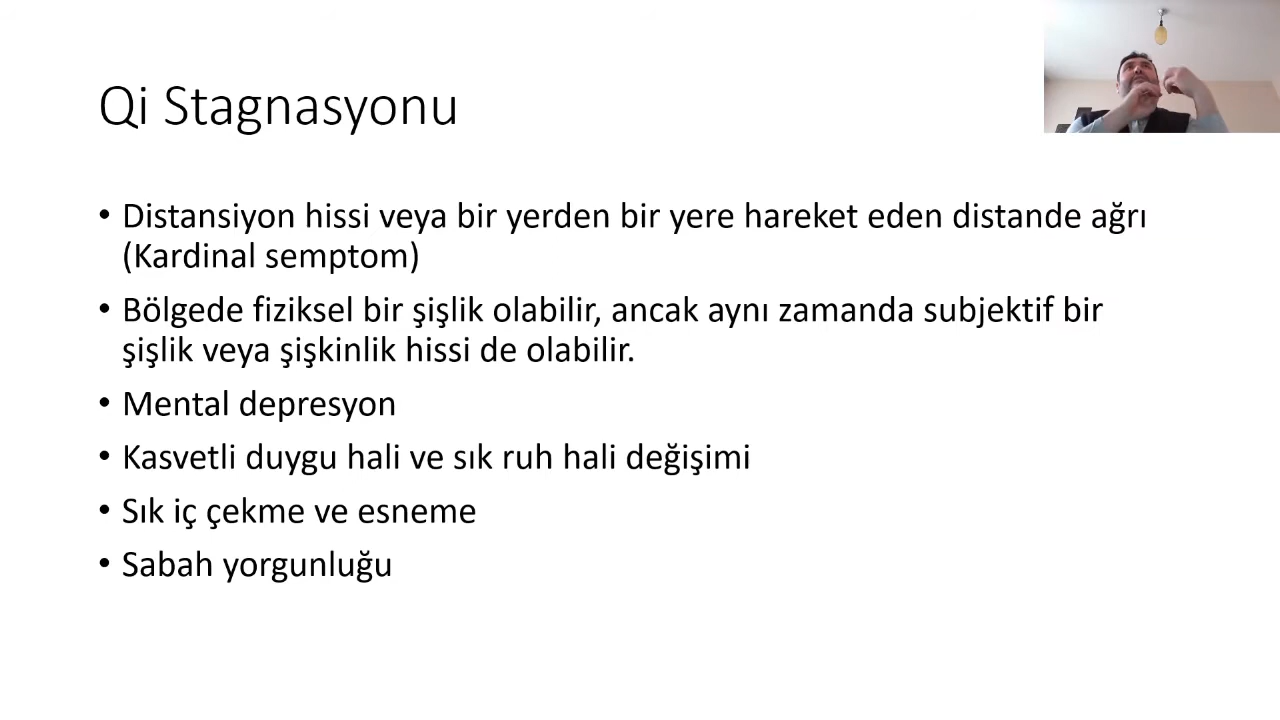 Qi Stagnasyonu
• Distansiyon hissi veya bir yerden bir yere hareket eden distande ağrı
(Kardinal semptom)
• Bölgede fiziksel bir şişlik olabilir, ancak aynı zamanda subjektif bir
şişlik veya şişkinlik hissi de olabilir.
• Mental depresyon
• Kasvetli duygu hali ve sık ruh hali değişimi
• Sık iç çekme ve esneme
• Sabah yorgunluğu